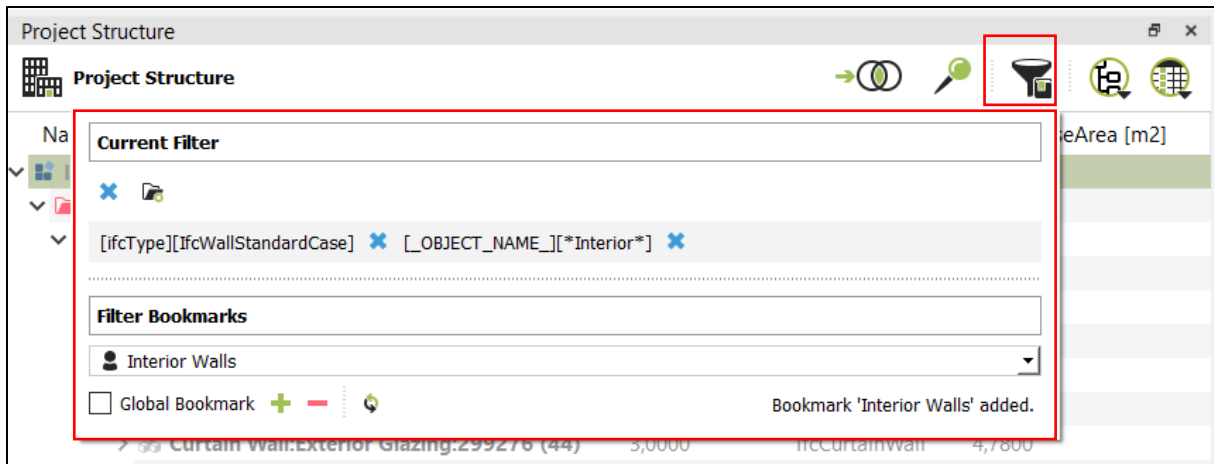 Project Structure
Project Structure
Na
eArea [m2]
Current Filter
[ifcType][IfcWallStandardCase] [_OBJECT_NAME_][*Interior*]
Filter Bookmarks
Interior Walls
Global Bookmark
Bookmark 'Interior Walls' added.
Curtain Wall:Exterior Glazing:299276 (44) 3,0000 IfcCurtainWall 4,7800